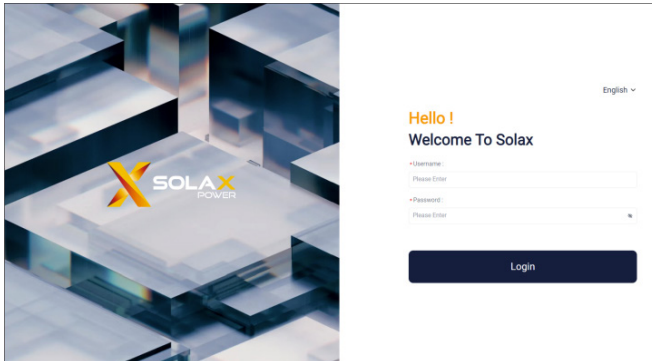 SOLAX
POWER
English
Hello !
Welcome To Solax
*Username :
Please Enter
*Password :
Please Enter
Login